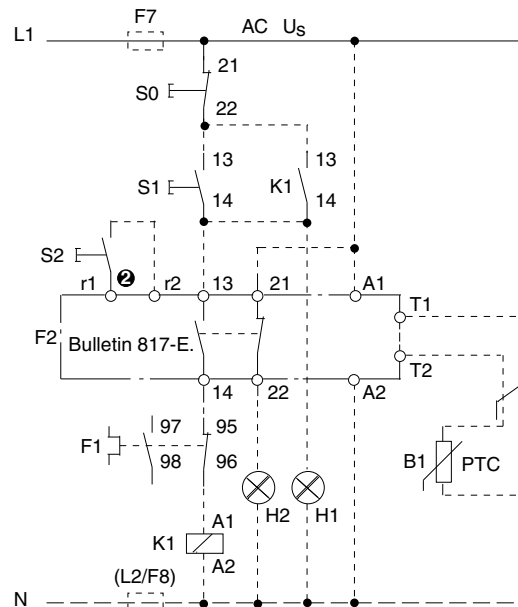 F7
L1
AC Us
21
S0
22
13
13
S1
K1
14
14
S2
r1
❷
r2
13
21
A1
T1
F2
Bulletin 817-E.
T2
14
22
A2
97
95
F1
98
96
B1
PTC
A1
K1
H2
H1
A2
(L2/F8)
N